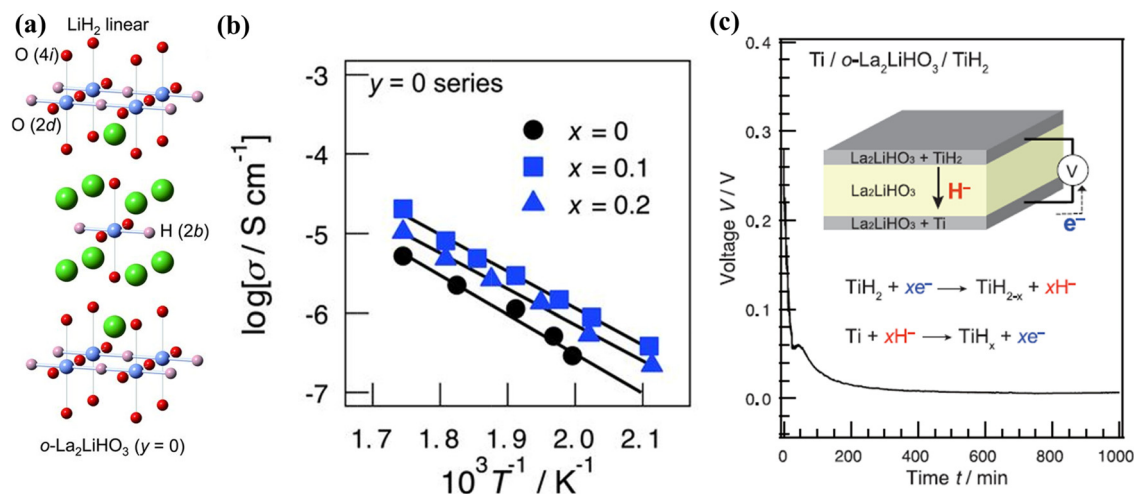 (a)
LiH₂ linear
O (4i)
O (2d)
H (2b)
o-La₂LiHO₃ (y = 0)
(b)
y = 0 series
x = 0
x = 0.1
x = 0.2
log[σ / S cm⁻¹]
-3
-4
-5
-6
-7
1.7 1.8 1.9 2.0 2.1
10³T⁻¹ / K⁻¹
(c)
Ti / o-La₂LiHO₃ / TiH₂
La₂LiHO₃ + TiH₂
La₂LiHO₃
H⁻
La₂LiHO₃ + Ti
V
e⁻
TiH₂ + xe⁻ → TiH₂₋ₓ + xH⁻
Ti + xH⁻ → TiHₓ + xe⁻
Voltage V / V
0.4
0.3
0.2
0.1
0.0
0 200 400 600 800 1000
Time t / min